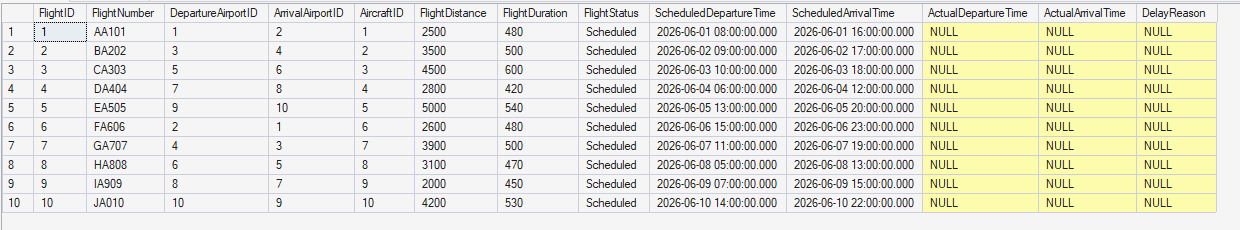 FlightID FlightNumber DepartureAirportID ArrivalAirportID AircraftID FlightDistance FlightDuration FlightStatus ScheduledDepartureTime ScheduledArrivalTime ActualDepartureTime ActualArrivalTime DelayReason
1 1 AA101 1 2 1 2500 480 Scheduled 2026-06-01 08:00:00.000 2026-06-01 16:00:00.000 NULL NULL NULL
2 2 BA202 3 4 2 3500 500 Scheduled 2026-06-02 09:00:00.000 2026-06-02 17:00:00.000 NULL NULL NULL
3 3 CA303 5 6 3 4500 600 Scheduled 2026-06-03 10:00:00.000 2026-06-03 18:00:00.000 NULL NULL NULL
4 4 DA404 7 8 4 2800 420 Scheduled 2026-06-04 06:00:00.000 2026-06-04 12:00:00.000 NULL NULL NULL
5 5 EA505 9 10 5 5000 540 Scheduled 2026-06-05 13:00:00.000 2026-06-05 20:00:00.000 NULL NULL NULL
6 6 FA606 2 1 6 2600 480 Scheduled 2026-06-06 15:00:00.000 2026-06-06 23:00:00.000 NULL NULL NULL
7 7 GA707 4 3 7 3900 500 Scheduled 2026-06-07 11:00:00.000 2026-06-07 19:00:00.000 NULL NULL NULL
8 8 HA808 6 5 8 3100 470 Scheduled 2026-06-08 05:00:00.000 2026-06-08 13:00:00.000 NULL NULL NULL
9 9 IA909 8 7 9 2000 450 Scheduled 2026-06-09 07:00:00.000 2026-06-09 15:00:00.000 NULL NULL NULL
10 10 JA010 10 9 10 4200 530 Scheduled 2026-06-10 14:00:00.000 2026-06-10 22:00:00.000 NULL NULL NULL